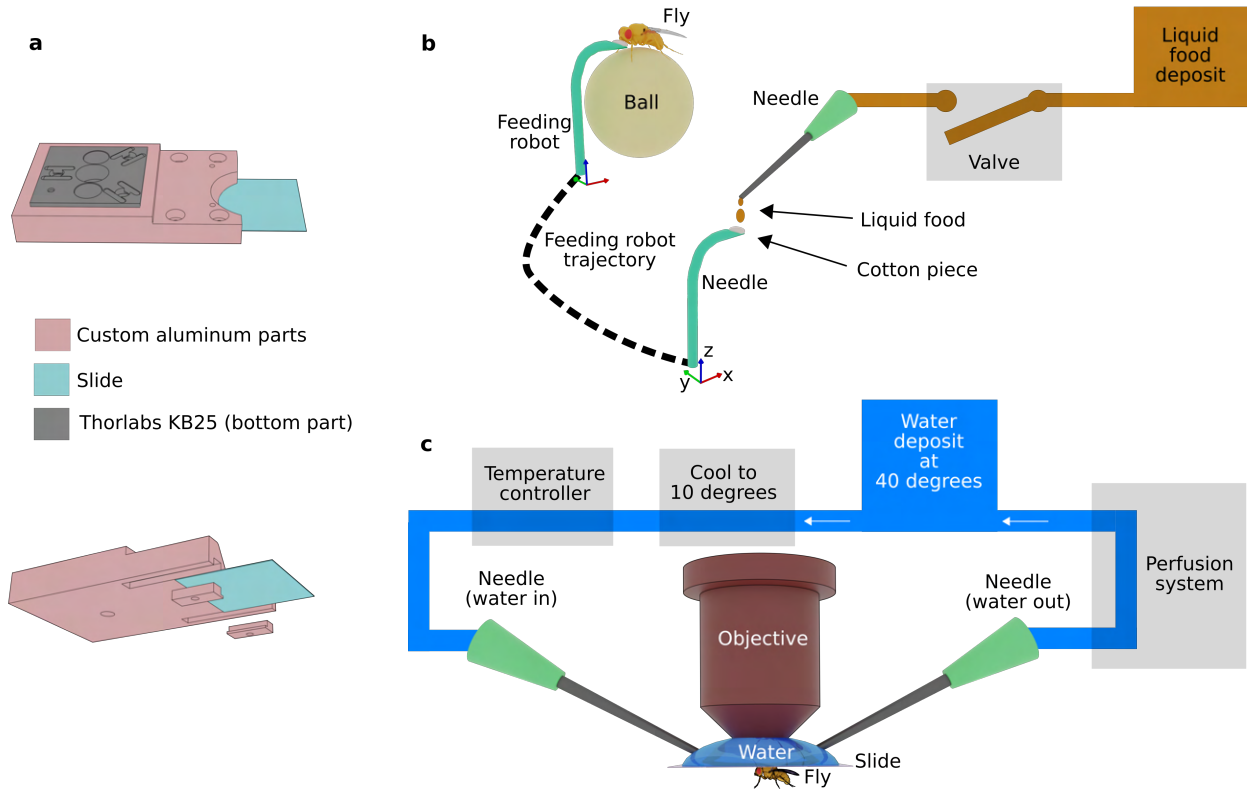 a
Custom aluminum parts
Slide
Thorlabs KB25 (bottom part)
b
Fly
Ball
Feeding
robot
Feeding robot
trajectory
Needle
Liquid
food
deposit
Valve
Liquid food
Cotton piece
Needle
z
y
x
c
Temperature
controller
Cool to
10 degrees
Water
deposit
at
40 degrees
Perfusion
system
Needle
(water in)
Needle
(water out)
Objective
Water
Slide
Fly